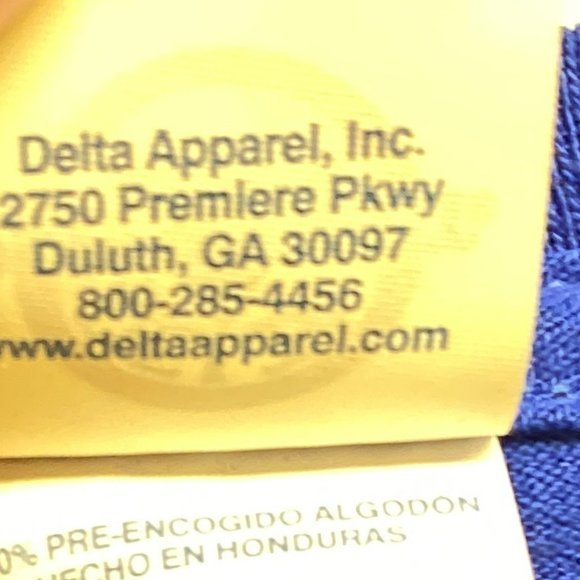 Delta Apparel, Inc.
2750 Premiere Pkwy
Duluth, GA 30097
800-285-4456
www.deltaapparel.com
0% PRE-ENCOGIDO ALGODÓN
HECHO EN HONDURAS